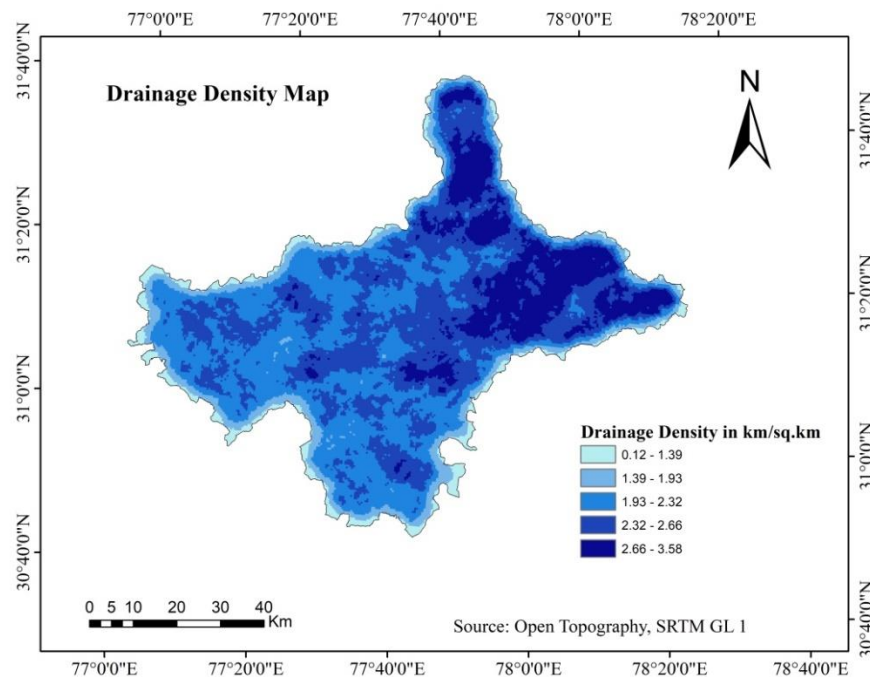 77°0'0"E 77°20'0"E 77°40'0"E 78°0'0"E 78°20'0"E
Drainage Density Map
N
31°40'0"N
31°20'0"N
31°0'0"N
30°40'0"N
31°40'0"N
31°20'0"N
31°0'0"N
30°40'0"N
Drainage Density in km/sq.km
0.12 - 1.39
1.39 - 1.93
1.93 - 2.32
2.32 - 2.66
2.66 - 3.58
0 5 10 20 30 40
Km
Source: Open Topography, SRTM GL 1
77°0'0"E 77°20'0"E 77°40'0"E 78°0'0"E 78°20'0"E 78°40'0"E